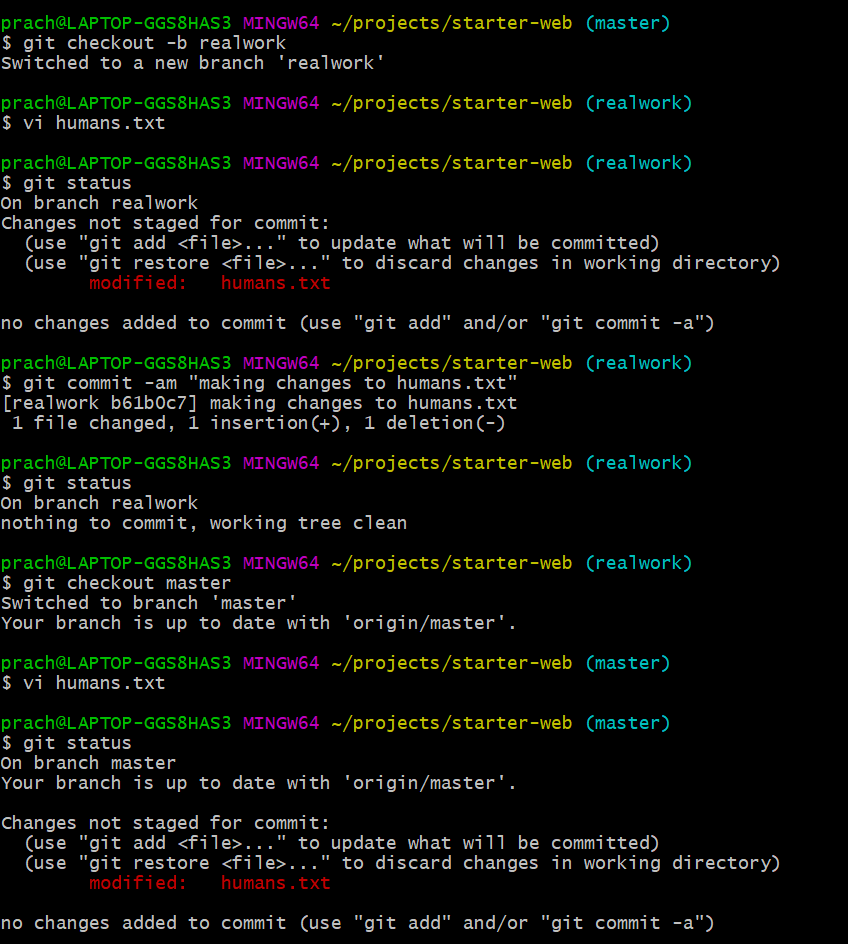 prach@LAPTOP-GGS8HAS3 MINGW64 ~/projects/starter-web (master)
$ git checkout -b realwork
Switched to a new branch 'realwork'
prach@LAPTOP-GGS8HAS3 MINGW64 ~/projects/starter-web (realwork)
$ vi humans.txt
prach@LAPTOP-GGS8HAS3 MINGW64 ~/projects/starter-web (realwork)
$ git status
On branch realwork
Changes not staged for commit:
  (use "git add <file>..." to update what will be committed)
  (use "git restore <file>..." to discard changes in working directory)
        modified:   humans.txt
no changes added to commit (use "git add" and/or "git commit -a")
prach@LAPTOP-GGS8HAS3 MINGW64 ~/projects/starter-web (realwork)
$ git commit -am "making changes to humans.txt"
[realwork b61b0c7] making changes to humans.txt
 1 file changed, 1 insertion(+), 1 deletion(-)
prach@LAPTOP-GGS8HAS3 MINGW64 ~/projects/starter-web (realwork)
$ git status
On branch realwork
nothing to commit, working tree clean
prach@LAPTOP-GGS8HAS3 MINGW64 ~/projects/starter-web (realwork)
$ git checkout master
Switched to branch 'master'
Your branch is up to date with 'origin/master'.
prach@LAPTOP-GGS8HAS3 MINGW64 ~/projects/starter-web (master)
$ vi humans.txt
prach@LAPTOP-GGS8HAS3 MINGW64 ~/projects/starter-web (master)
$ git status
On branch master
Your branch is up to date with 'origin/master'.
Changes not staged for commit:
  (use "git add <file>..." to update what will be committed)
  (use "git restore <file>..." to discard changes in working directory)
        modified:   humans.txt
no changes added to commit (use "git add" and/or "git commit -a")